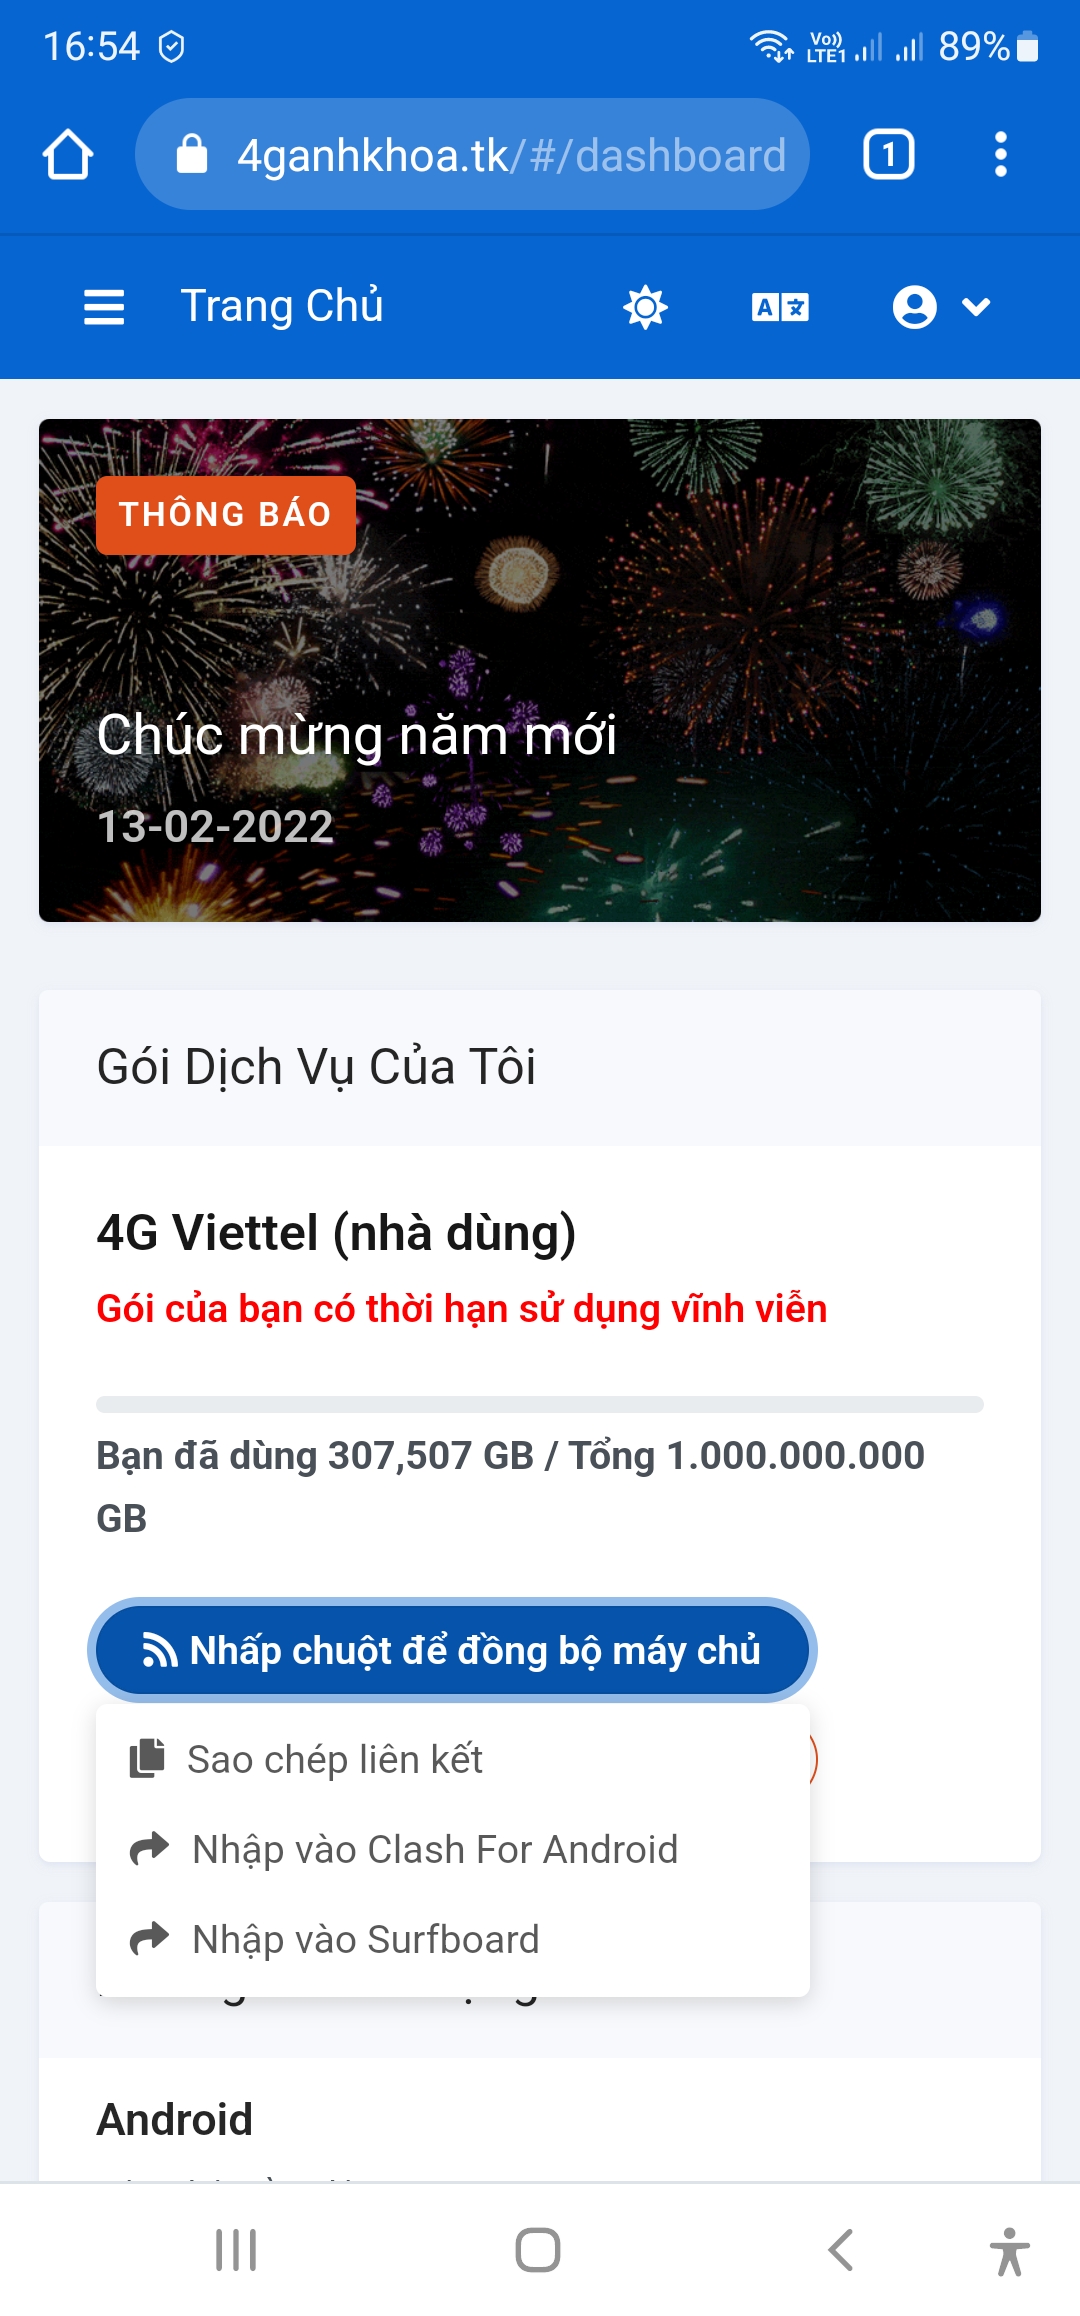 16:54
Vo)) LTE1
89%
4ganhkhoa.tk/#/dashboard
1
Trang Chủ
A
THÔNG BÁO
Chúc mừng năm mới
13-02-2022
Gói Dịch Vụ Của Tôi
4G Viettel (nhà dùng)
Gói của bạn có thời hạn sử dụng vĩnh viễn
Bạn đã dùng 307,507 GB / Tổng 1.000.000.000
GB
Nhấp chuột để đồng bộ máy chủ
Sao chép liên kết
Nhập vào Clash For Android
Nhập vào Surfboard
Android